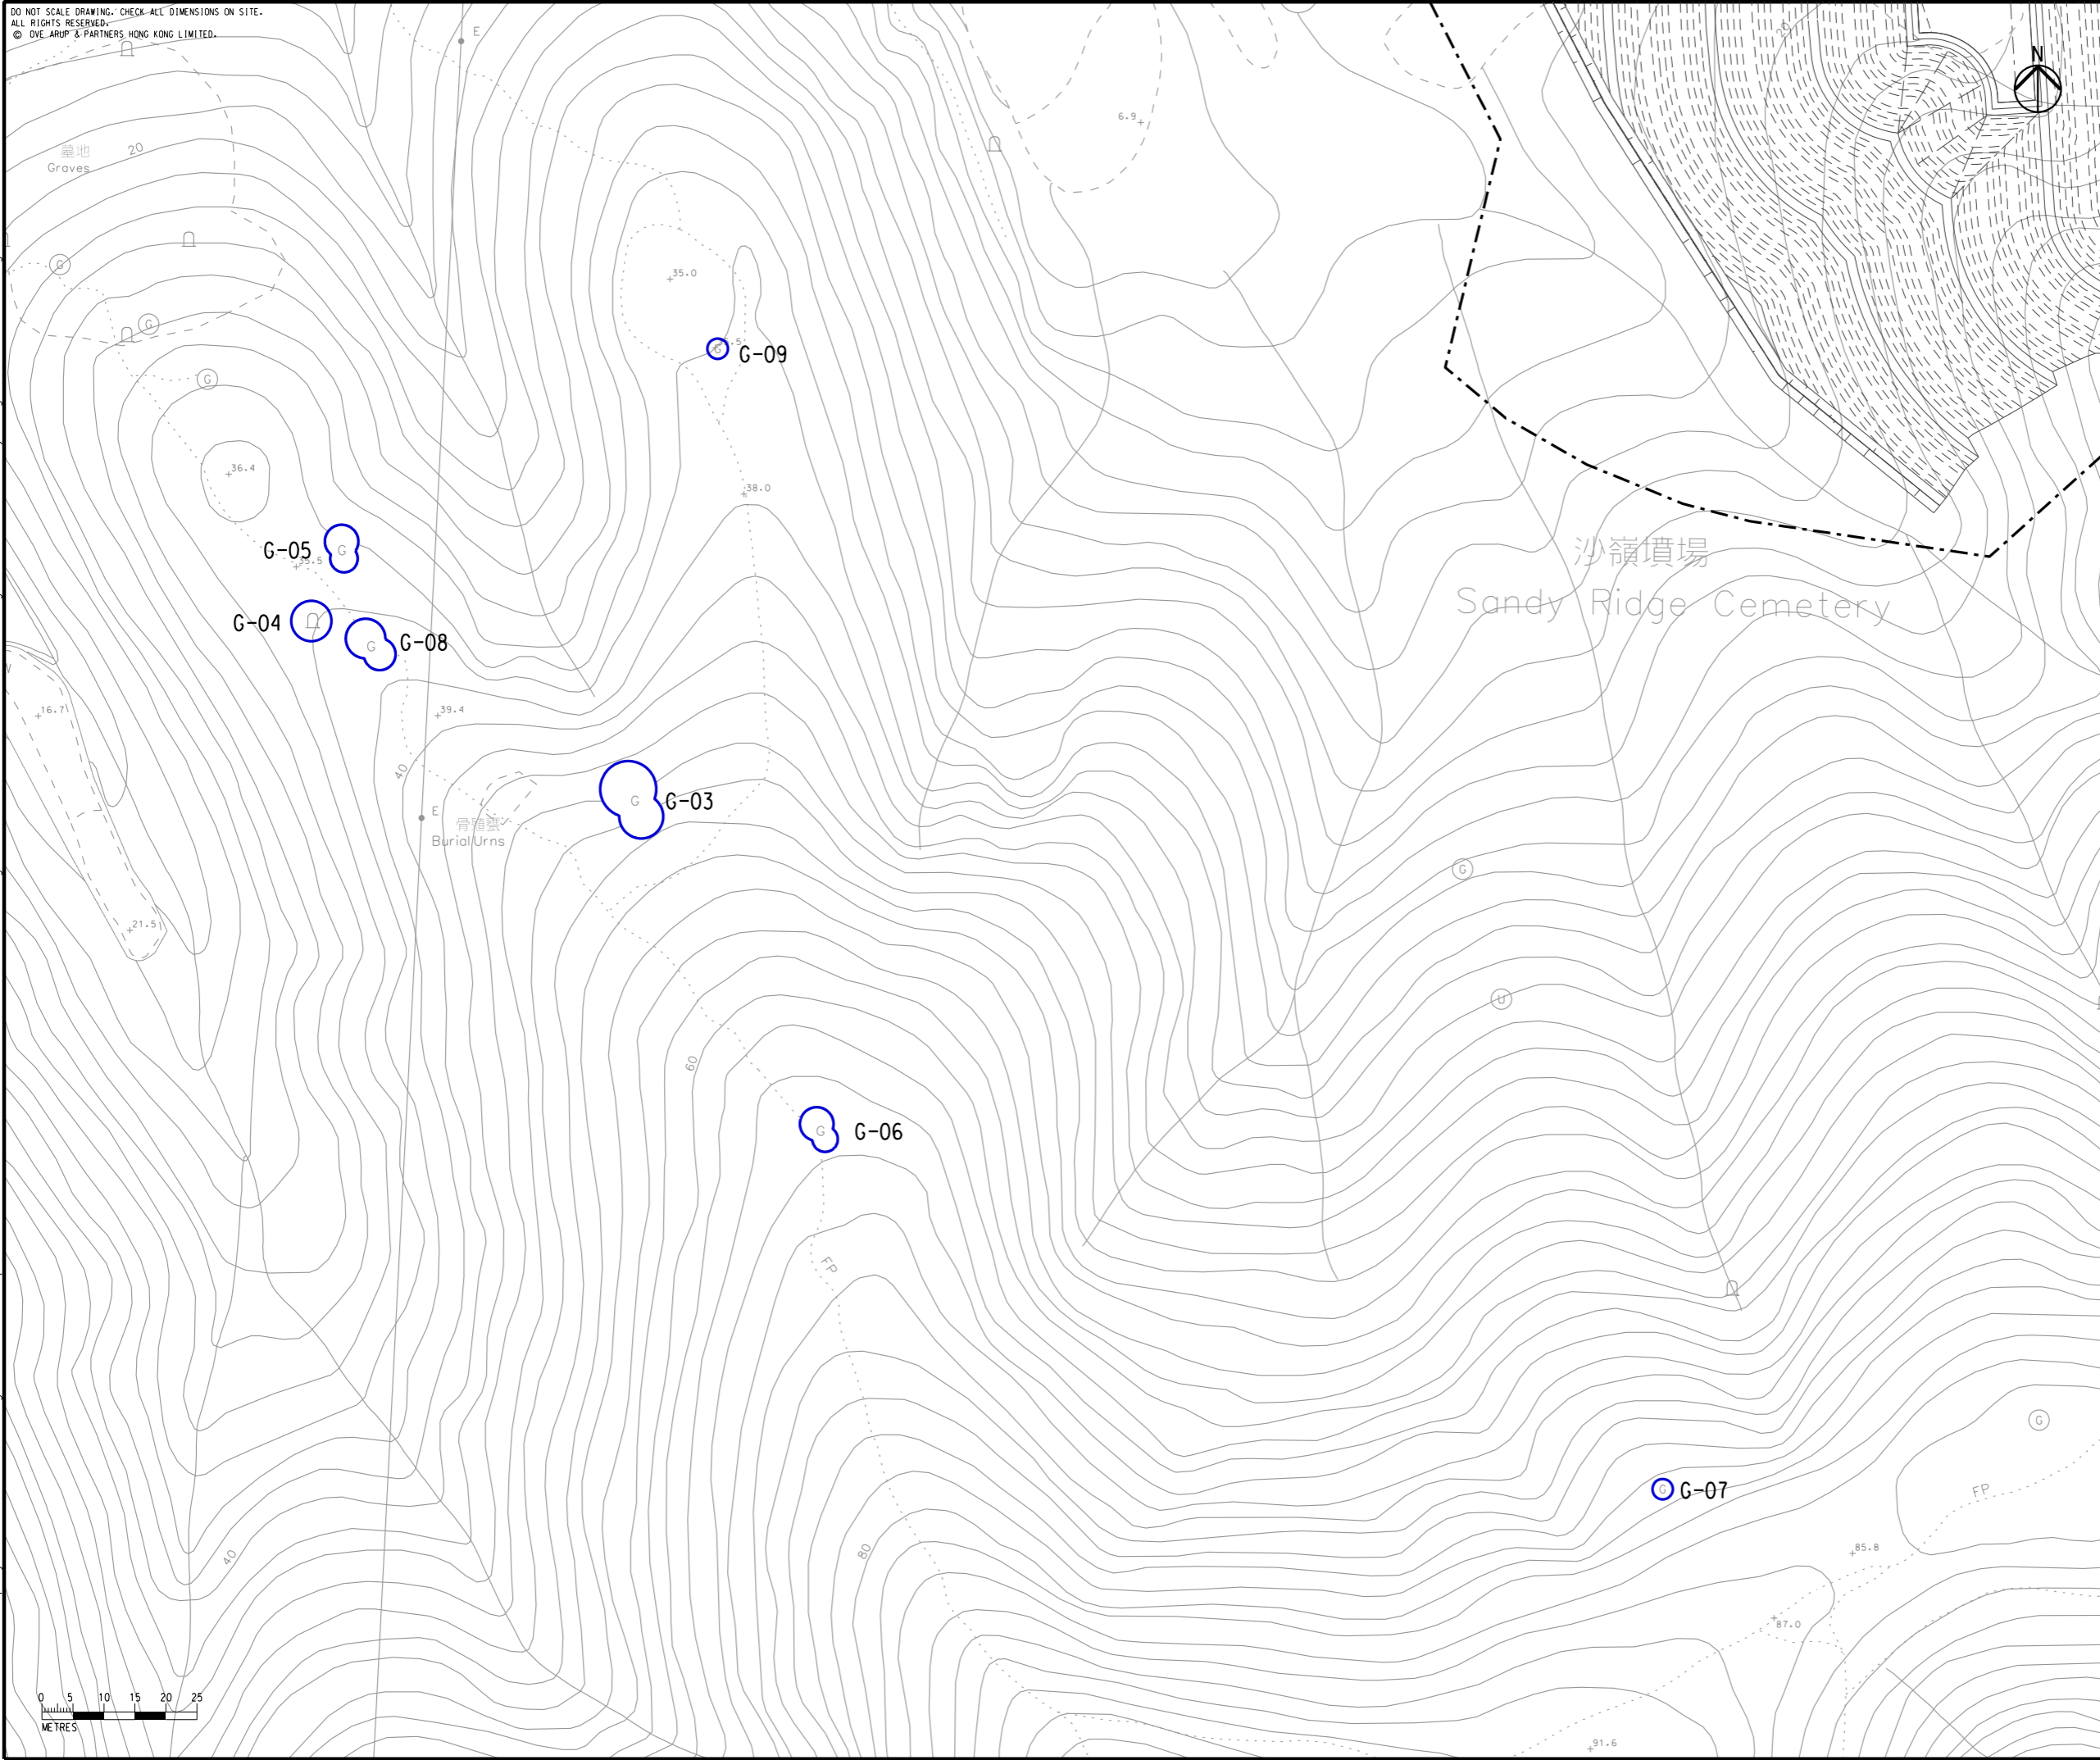 DO NOT SCALE DRAWING. CHECK ALL DIMENSIONS ON SITE.
ALL RIGHTS RESERVED.
© OVE ARUP & PARTNERS HONG KONG LIMITED.
E
20
N
6.9
墓地
20
Graves
G
35.0
G
G
G-09
G
36.4
38.0
G-05
G
35.5
沙嶺墳場
Sandy Ridge Cemetery
G-04
G
G-08
16.7
39.4
40
G
G-03
E
Burial Urns
G
21.5
U
60
G
G-06
FP
G
G
G-07
FP
40
80
85.8
87.0
0 5 10 15 20 25
METRES
91.6